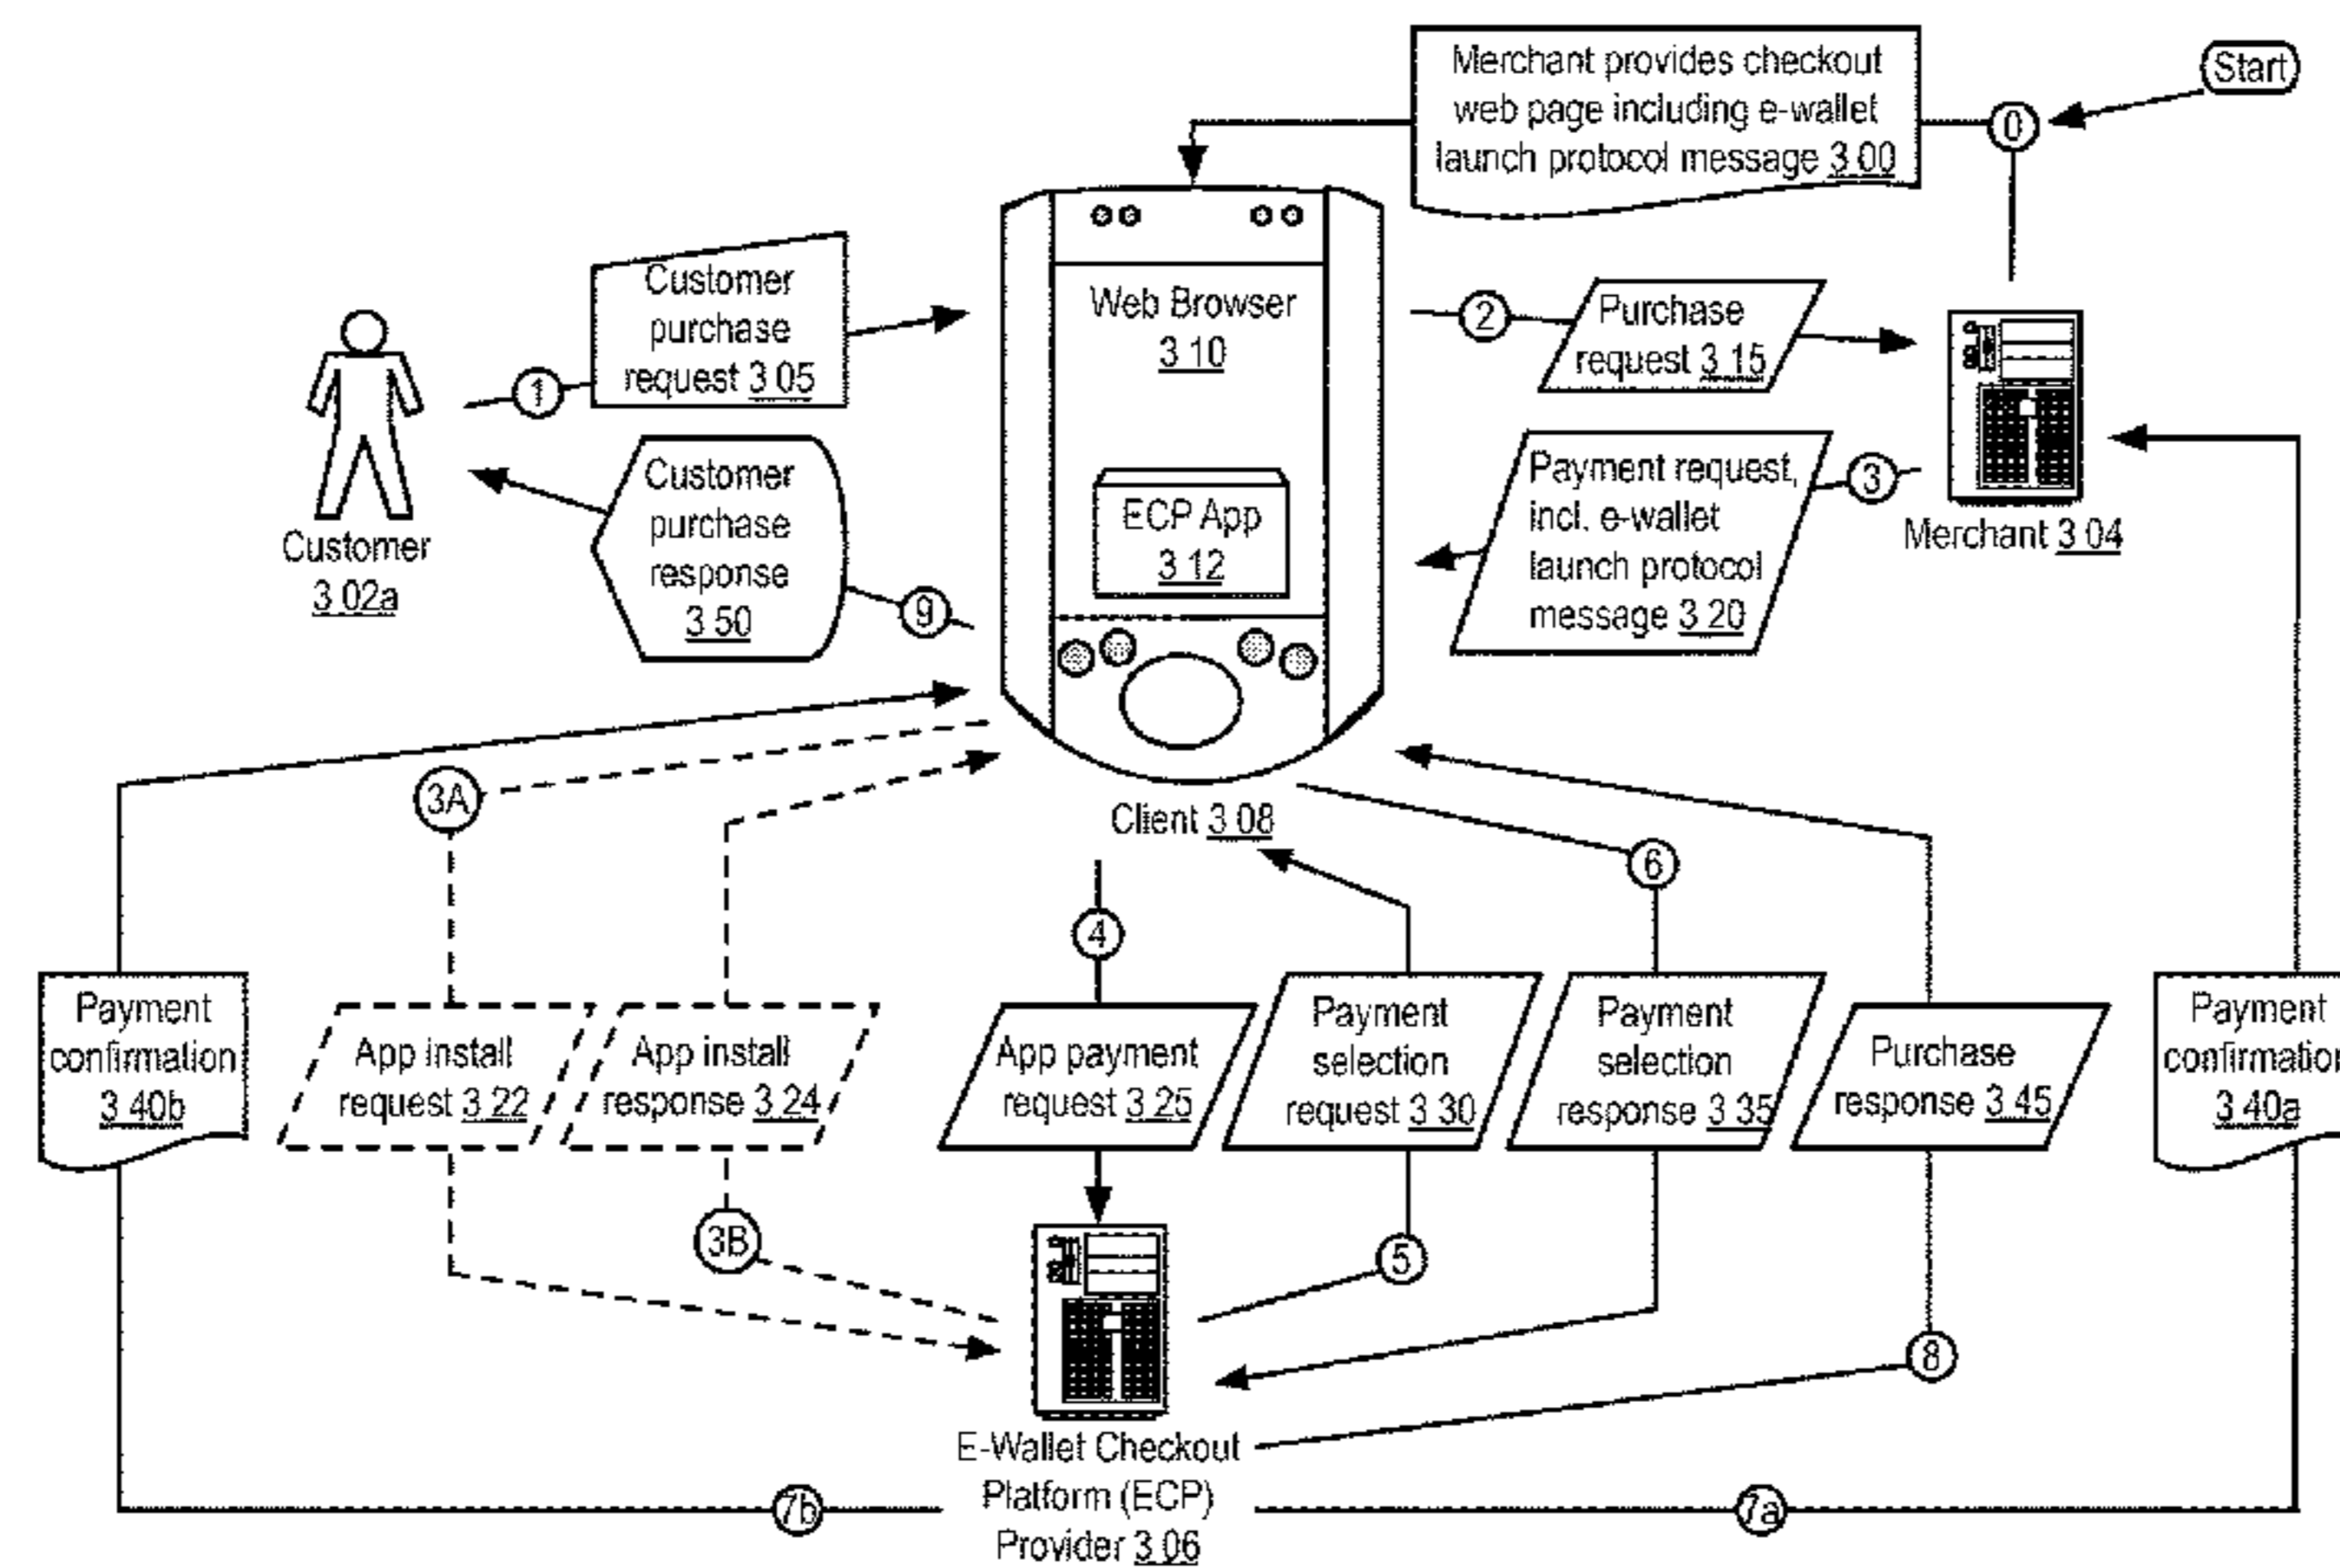 Merchant provides checkout
web page including e-wallet
launch protocol message 3 00
Start
0
Customer
purchase
request 3 05
1
Web Browser
3 10
2
Purchase
request 3 15
Customer
3 02a
Customer
purchase
response
3 50
9
ECP App
3 12
Payment request,
incl. e-wallet
launch protocol
message 3 20
3
Merchant 3 04
3A
Client 3 08
6
4
Payment
confirmation
3 40b
App install
request 3 22
App install
response 3 24
App payment
request 3 25
Payment
selection
request 3 30
Payment
selection
response 3 35
Purchase
response 3 45
Payment
confirmation
3 40a
3B
5
8
E-Wallet Checkout
Platform (ECP)
Provider 3 06
7b
7a